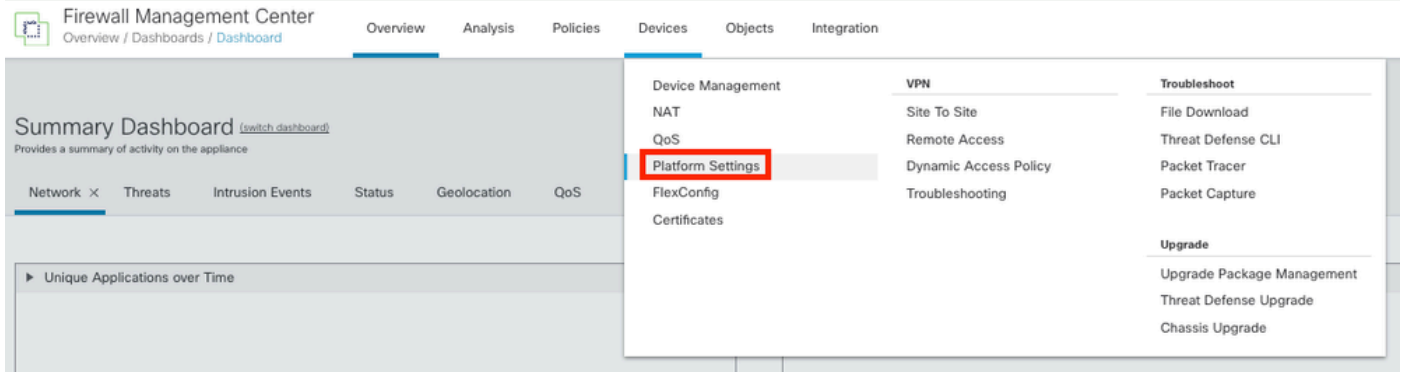 Firewall Management Center
Overview / Dashboards / Dashboard
Overview
Analysis
Policies
Devices
Objects
Integration
Summary Dashboard (switch dashboard)
Provides a summary of activity on the appliance
Network ×
Threats
Intrusion Events
Status
Geolocation
QoS
Unique Applications over Time
Device Management
NAT
QoS
Platform Settings
FlexConfig
Certificates
VPN
Site To Site
Remote Access
Dynamic Access Policy
Troubleshooting
Troubleshoot
File Download
Threat Defense CLI
Packet Tracer
Packet Capture
Upgrade
Upgrade Package Management
Threat Defense Upgrade
Chassis Upgrade